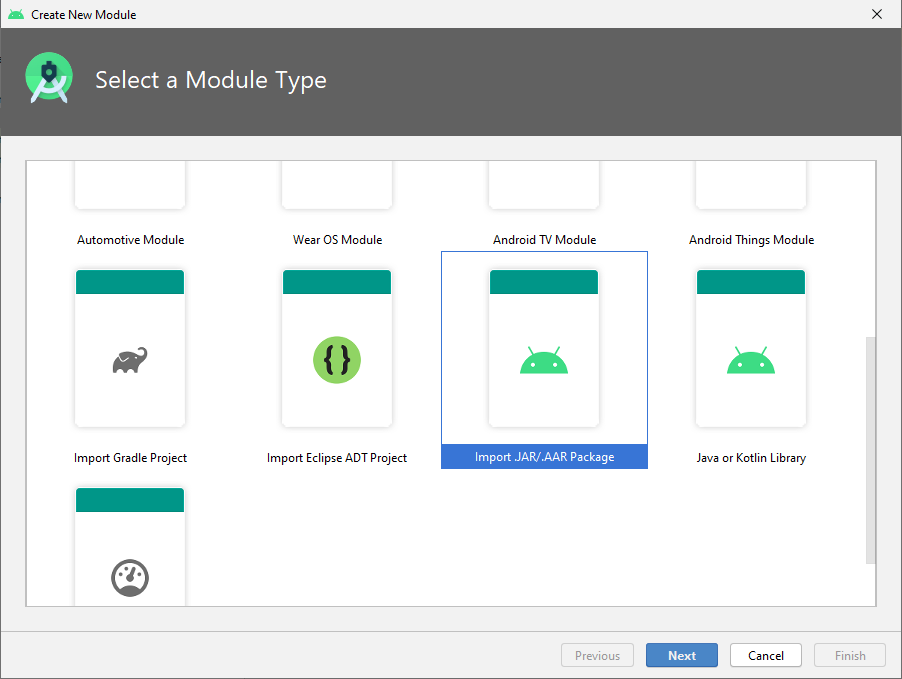 Create New Module
Select a Module Type
Automotive Module
Wear OS Module
Android TV Module
Android Things Module
Import Gradle Project
Import Eclipse ADT Project
Import .JAR/.AAR Package
Java or Kotlin Library
Previous
Next
Cancel
Finish